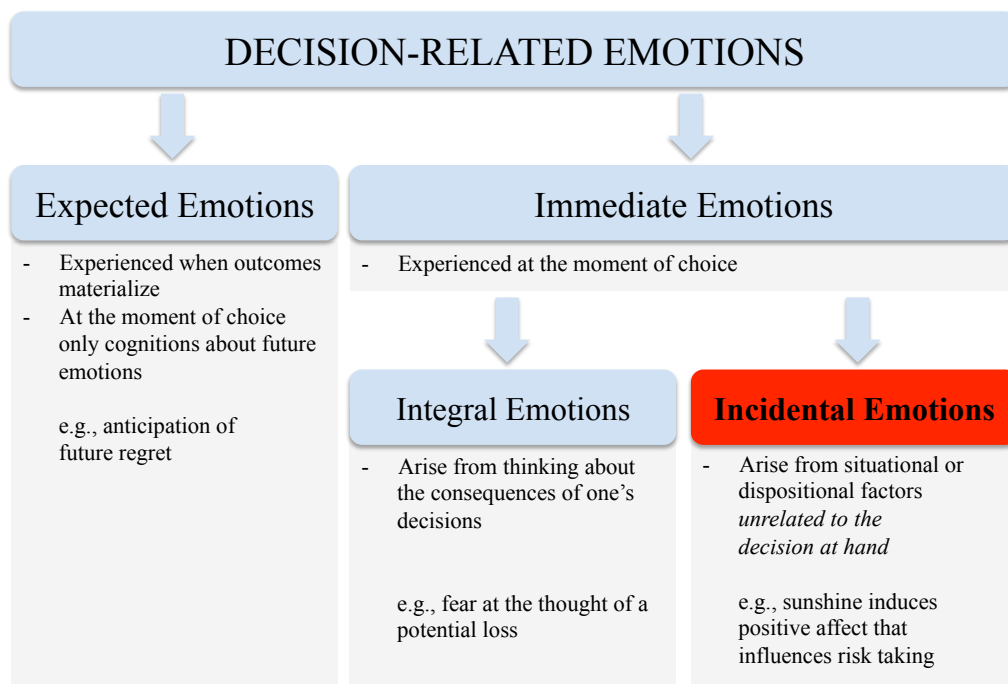 DECISION-RELATED EMOTIONS
Expected Emotions
- Experienced when outcomes
materialize
- At the moment of choice
only cognitions about future
emotions
e.g., anticipation of
future regret
Immediate Emotions
- Experienced at the moment of choice
Integral Emotions
- Arise from thinking about
the consequences of one's
decisions
e.g., fear at the thought of a
potential loss
Incidental Emotions
- Arise from situational or
dispositional factors
unrelated to the
decision at hand
e.g., sunshine induces
positive affect that
influences risk taking